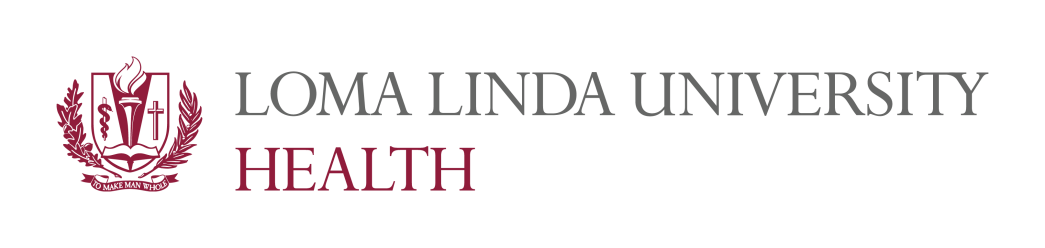 LOMA LINDA UNIVERSITY
HEALTH
TO MAKE MAN WHOLE